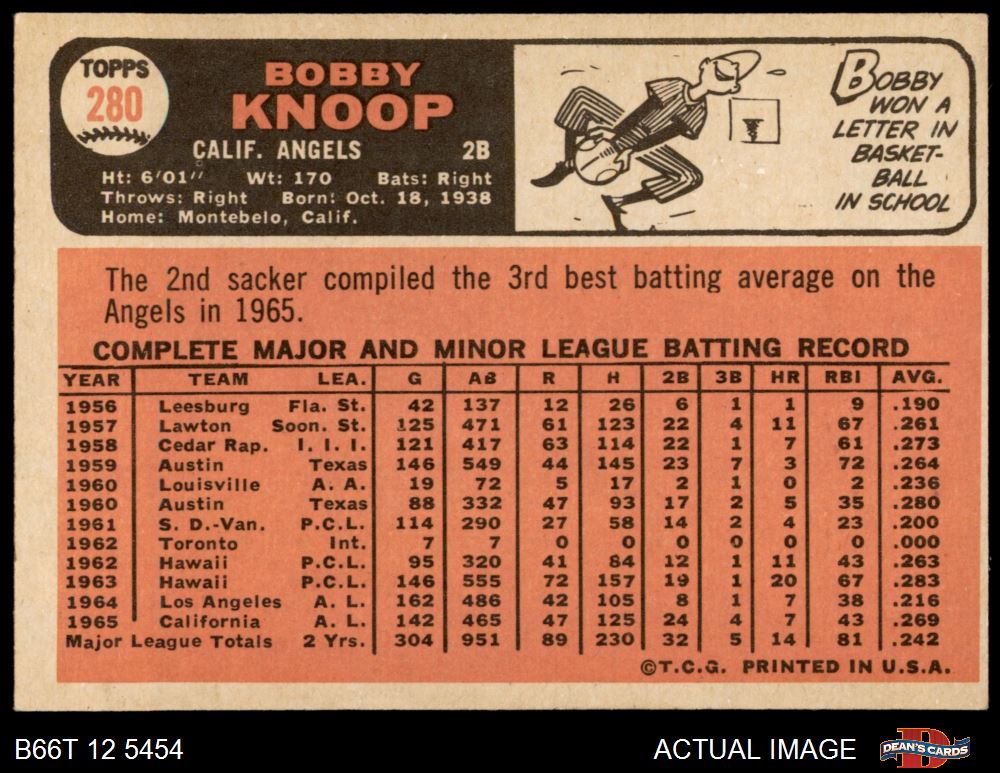 TOPPS
280
BOBBY
KNOOP
CALIF. ANGELS 2B
Ht: 6'01" Wt: 170 Bats: Right
Throws: Right Born: Oct. 18, 1938
Home: Montebelo, Calif.
BOBBY
WON A
LETTER IN
BASKET-
BALL
IN SCHOOL
The 2nd sacker compiled the 3rd best batting average on the
Angels in 1965.
COMPLETE MAJOR AND MINOR LEAGUE BATTING RECORD
YEAR TEAM LEA. G AB R H 2B 3B HR RBI AVG.
1956 Leesburg Fla. St. 42 137 12 26 6 1 1 9 .190
1957 Lawton Soon. St. 125 471 61 123 22 4 11 67 .261
1958 Cedar Rap. I. I. I. 121 417 63 114 22 1 7 61 .273
1959 Austin Texas 146 549 44 145 23 7 3 72 .264
1960 Louisville A. A. 19 72 5 17 2 1 0 2 .236
1960 Austin Texas 88 332 47 93 17 2 5 35 .280
1961 S. D.-Van. P.C.L. 114 290 27 58 14 2 4 23 .200
1962 Toronto Int. 7 7 0 0 0 0 0 0 .000
1962 Hawaii P.C.L. 95 320 41 84 12 1 11 43 .263
1963 Hawaii P.C.L. 146 555 72 157 19 1 20 67 .283
1964 Los Angeles A. L. 162 486 42 105 8 1 7 38 .216
1965 California A. L. 142 465 47 125 24 4 7 43 .269
Major League Totals 2 Yrs. 304 951 89 230 32 5 14 81 .242
©T.C.G. PRINTED IN U.S.A.
B66T 12 5454 ACTUAL IMAGE DEAN'S CARDS